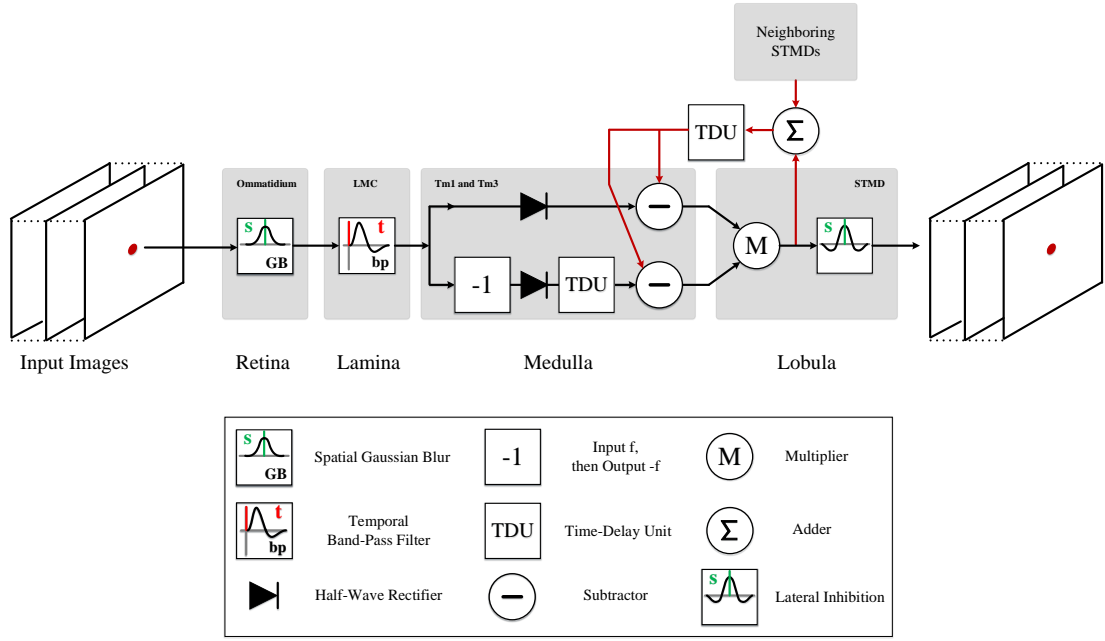 Neighboring
STMDs
TDU
Σ
Ommatidium
LMC
Tm1 and Tm3
STMD
s
GB
t
bp
-1
TDU
M
s
Input Images
Retina
Lamina
Medulla
Lobula
s
GB
Spatial Gaussian Blur
-1
Input f,
then Output -f
M
Multiplier
t
bp
Temporal
Band-Pass Filter
TDU
Time-Delay Unit
Σ
Adder
Half-Wave Rectifier
Subtractor
s
Lateral Inhibition